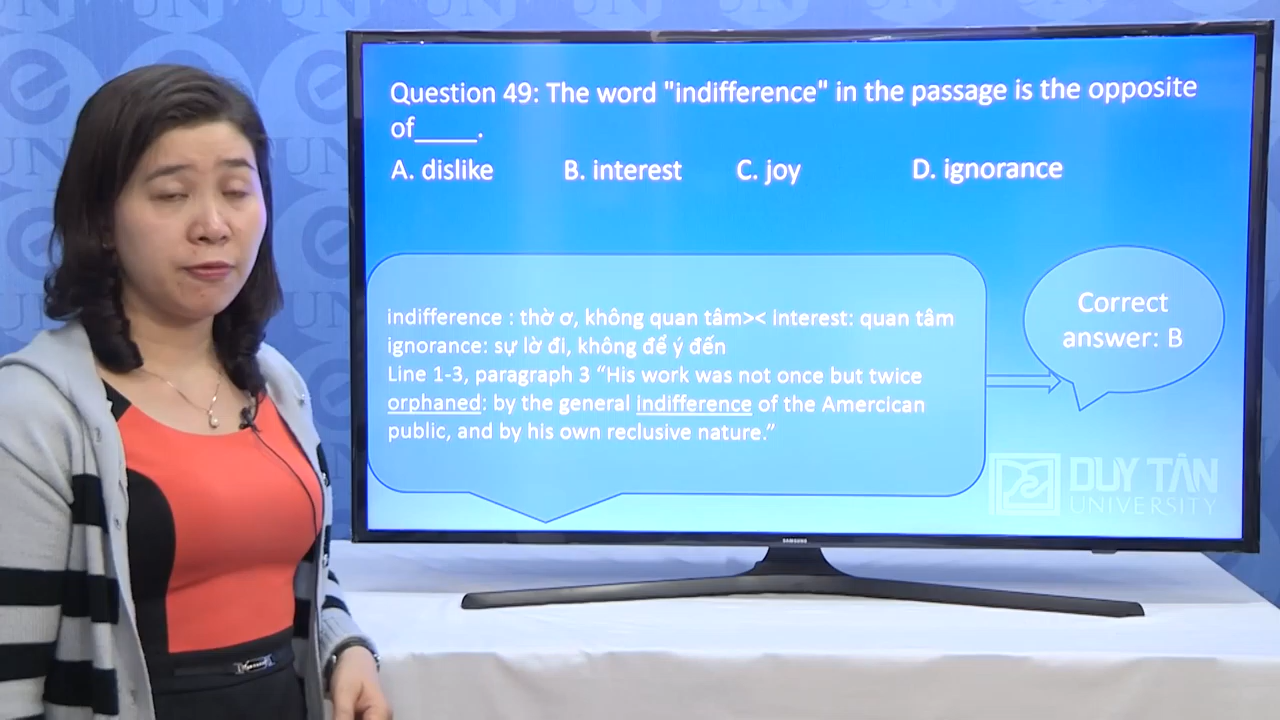 Question 49: The word "indifference" in the passage is the opposite
of_____.
A. dislike B. interest C. joy D. ignorance
indifference : thờ ơ, không quan tâm>< interest: quan tâm
ignorance: sự lờ đi, không để ý đến
Line 1-3, paragraph 3 “His work was not once but twice
orphaned: by the general indifference of the Amercican
public, and by his own reclusive nature.”
Correct
answer: B
DUY TÂN
UNIVERSITY
SAMSUNG